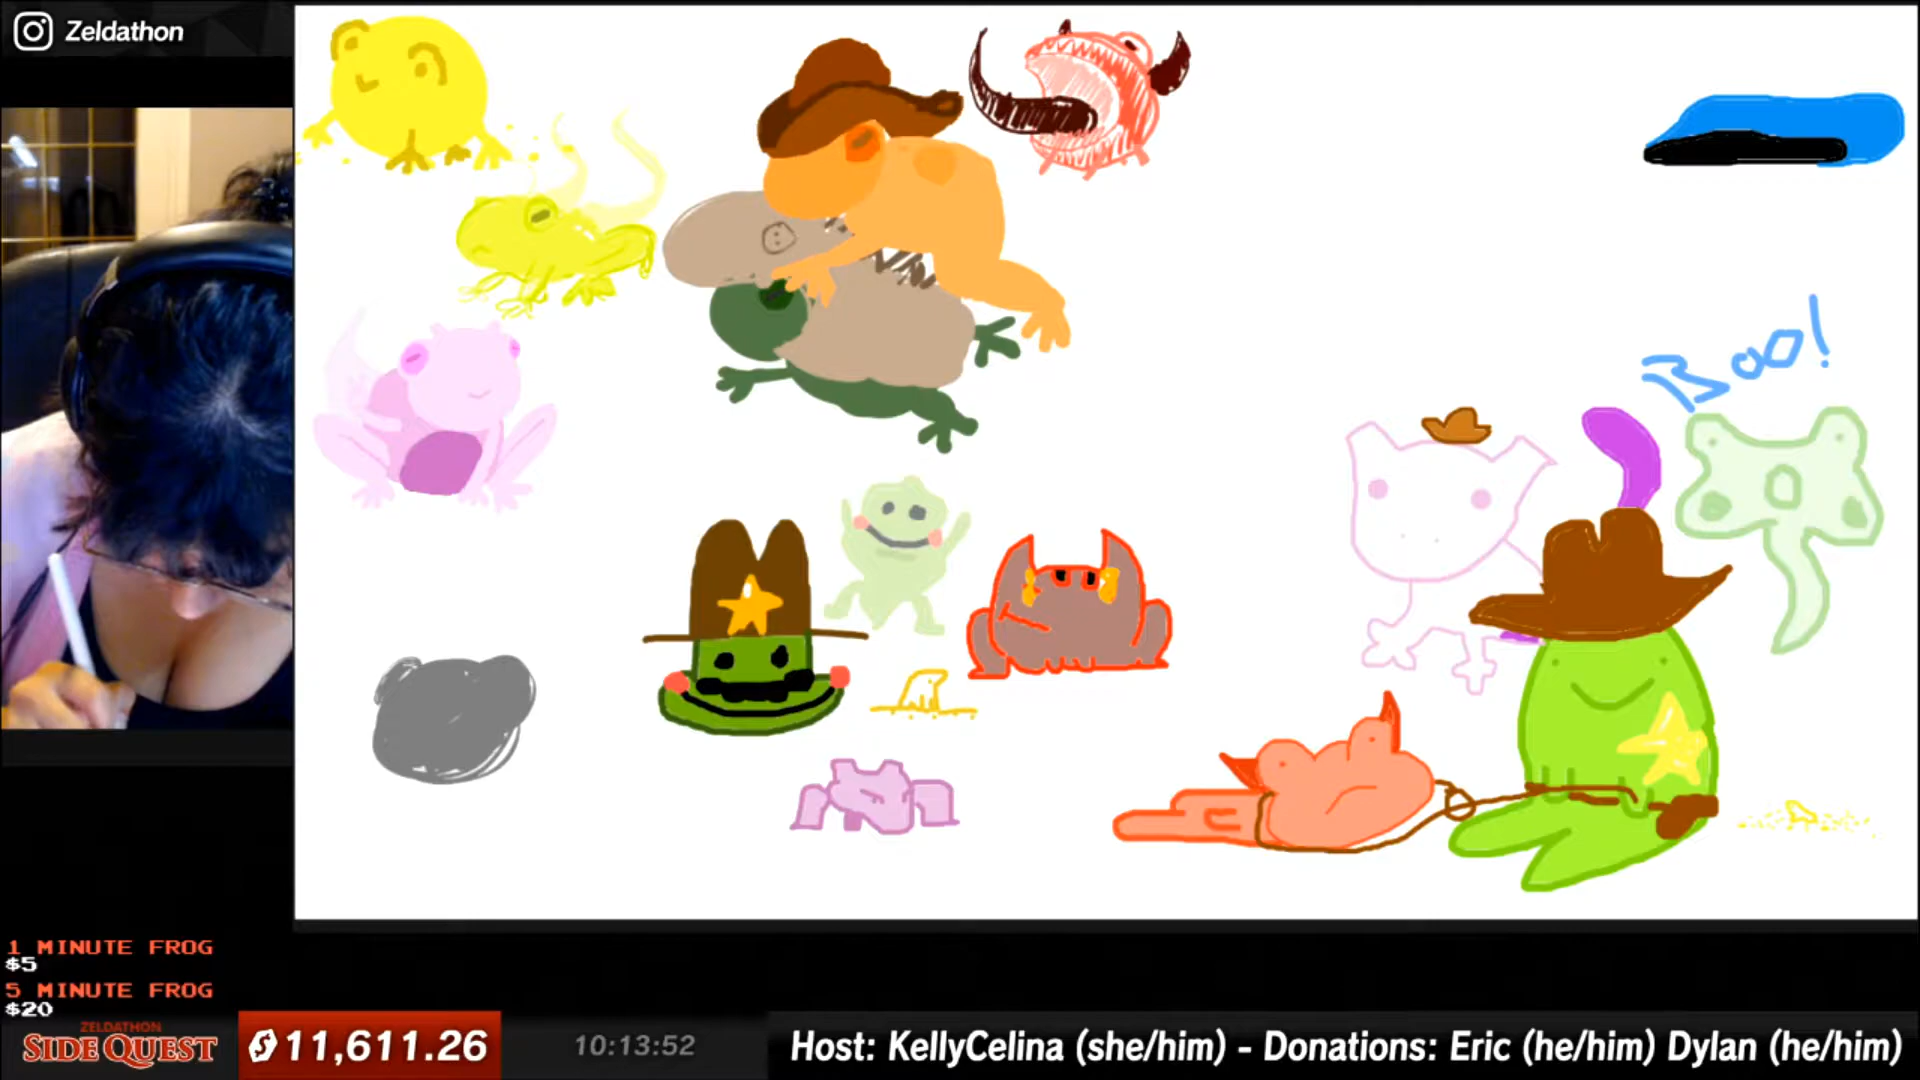 Zeldathon
Boo!
1 MINUTE FROG
$5
5 MINUTE FROG
$20
ZELDATHON
SIDE QUEST
$11,611.26
10:13:52
Host: KellyCelina (she/him) - Donations: Eric (he/him) Dylan (he/him)